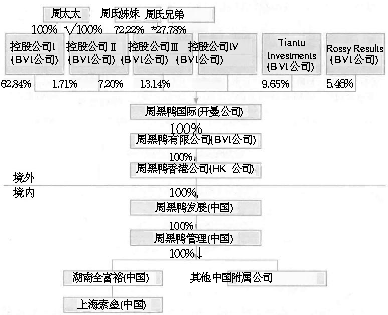 周太太 周氏姊妹 周氏兄弟
100% 100% 72.22% *27.78%
控股公司I (BVI公司)
控股公司II (BVI公司)
控股公司III (BVI公司)
控股公司IV (BVI公司)
Tiantu Investments (BVI公司)
Rossy Results (BVI公司)
62.84% 1.71% 7.20% 13.14% 9.65% 5.46%
周黑鸭国际(开曼公司)
100%
周黑鸭有限公司(BVI公司)
100%
周黑鸭香港公司(HK 公司)
境外
境内
100%
周黑鸭发展(中国)
100%
周黑鸭管理(中国)
100%
湖南全富裕(中国) 其他中国附属公司
上海索垒(中国)